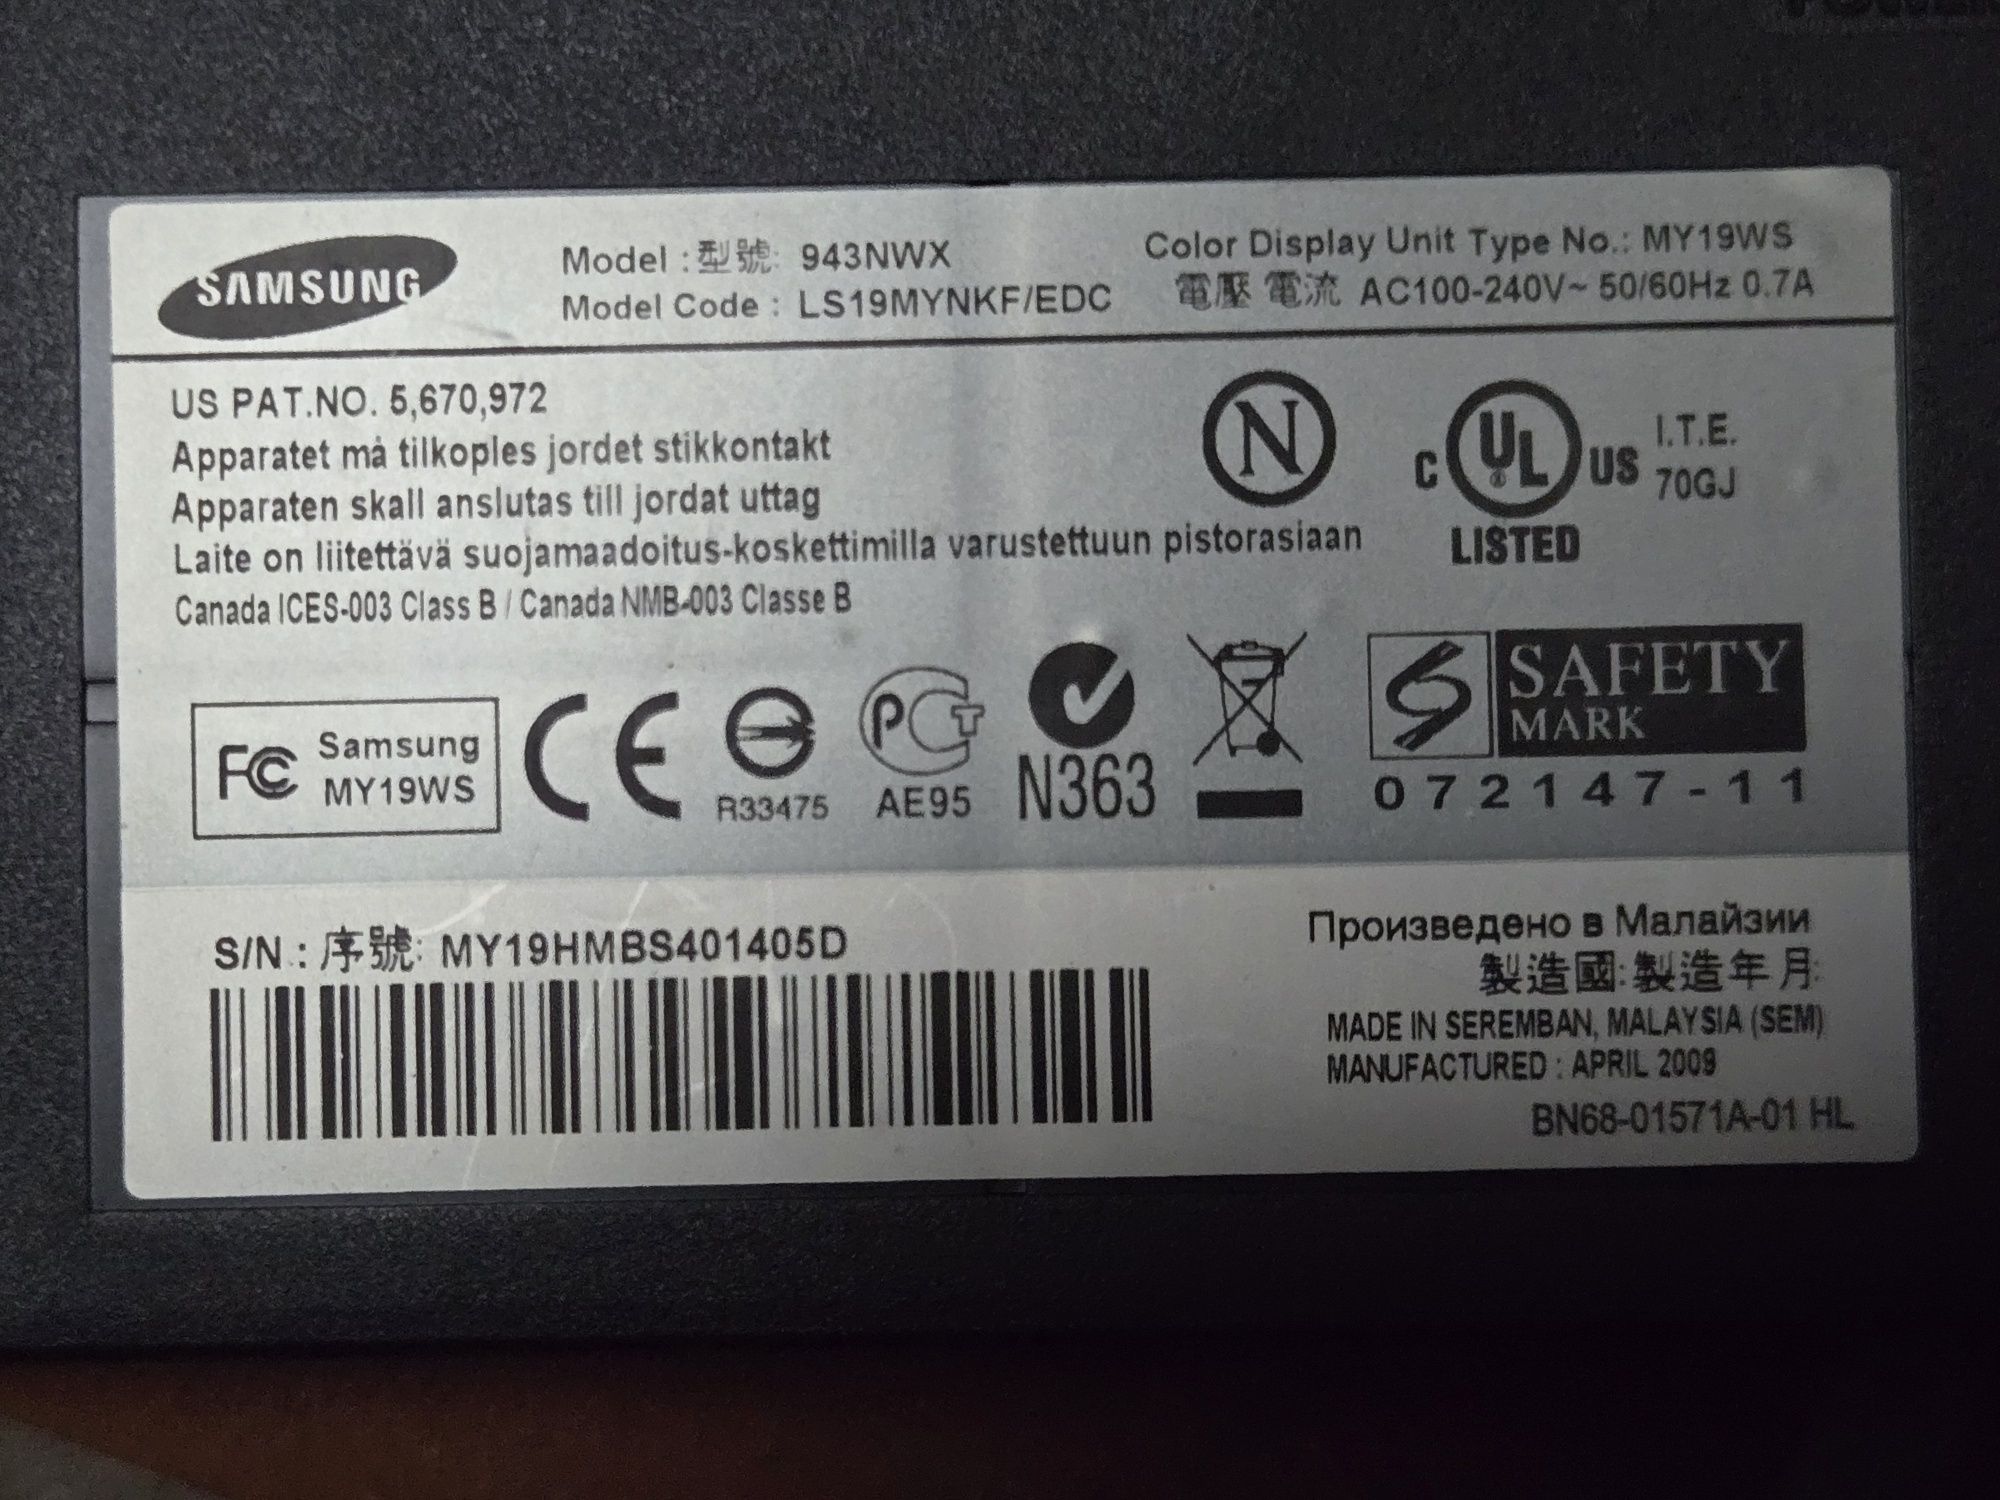 SAMSUNG
Model : 型號: 943NWX
Model Code : LS19MYNKF/EDC
Color Display Unit Type No.: MY19WS
電壓 電流 AC100-240V~ 50/60Hz 0.7A
US PAT.NO. 5,670,972
Apparatet må tilkoples jordet stikkontakt
Apparaten skall anslutas till jordat uttag
Laite on liitettävä suojamaadoitus-koskettimilla varustettuun pistorasiaan
Canada ICES-003 Class B / Canada NMB-003 Classe B
N
C UL US LISTED
I.T.E.
70GJ
FC Samsung
MY19WS
CE
R33475
PCT
AE95
N363
SAFETY
MARK
072147-11
S/N : 序號: MY19HMBS401405D
Произведено в Малайзии
製造國:製造年月:
MADE IN SEREMBAN, MALAYSIA (SEM)
MANUFACTURED : APRIL 2009
BN68-01571A-01 HL